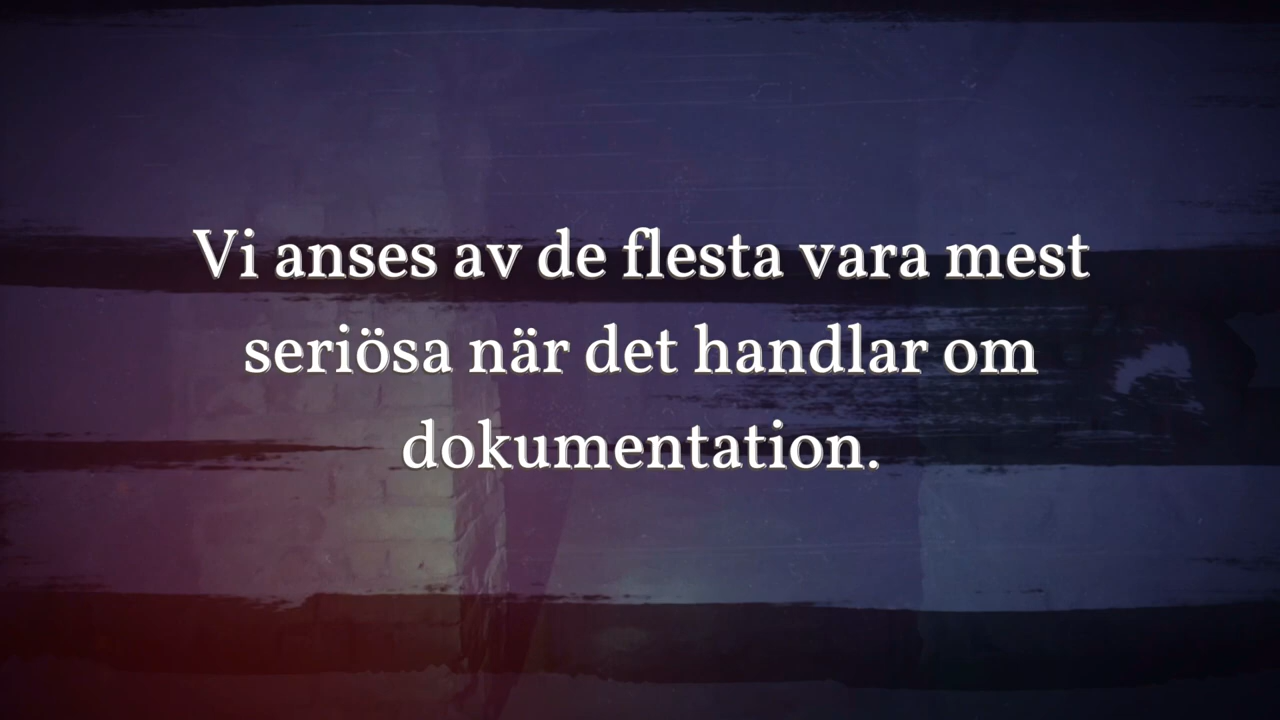 Vi anses av de flesta vara mest
seriösa när det handlar om
dokumentation.